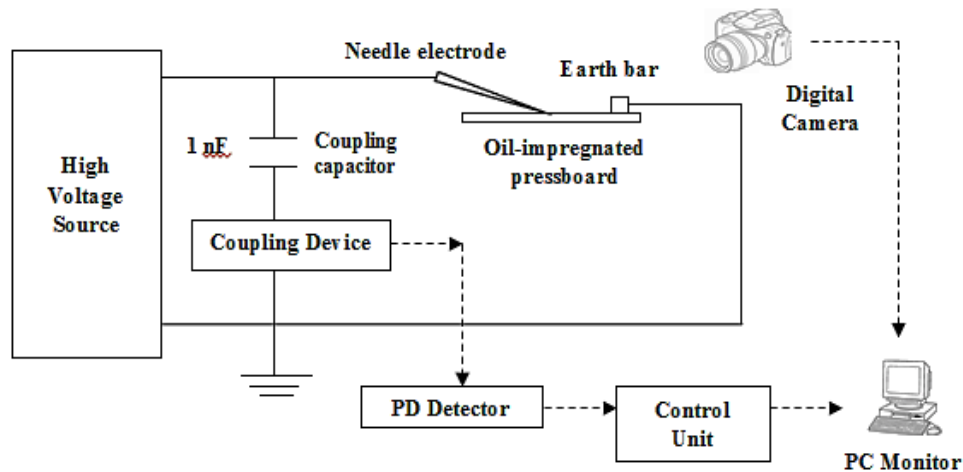 Needle electrode
Earth bar
Digital
Camera
1 nF
Coupling
capacitor
Oil-impregnated
pressboard
High
Voltage
Source
Coupling Device
PD Detector
Control
Unit
PC Monitor